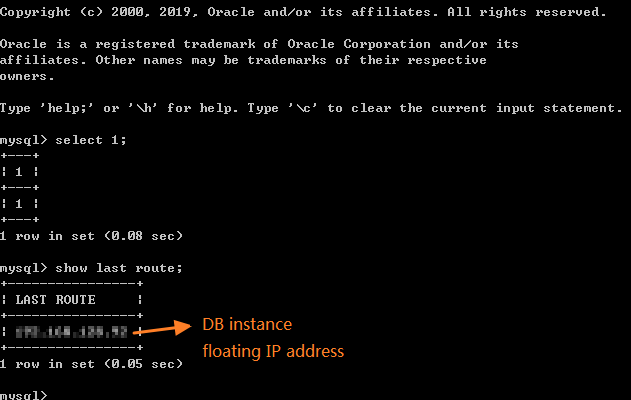 Copyright (c) 2000, 2019, Oracle and/or its affiliates. All rights reserved.
Oracle is a registered trademark of Oracle Corporation and/or its
affiliates. Other names may be trademarks of their respective
owners.
Type 'help;' or '\h' for help. Type '\c' to clear the current input statement.
mysql> select 1;
+---+
| 1 |
+---+
| 1 |
+---+
1 row in set (0.08 sec)
mysql> show last route;
+-----------------+
| LAST ROUTE      |
+-----------------+
DB instance
floating IP address
+-----------------+
1 row in set (0.05 sec)
mysql>